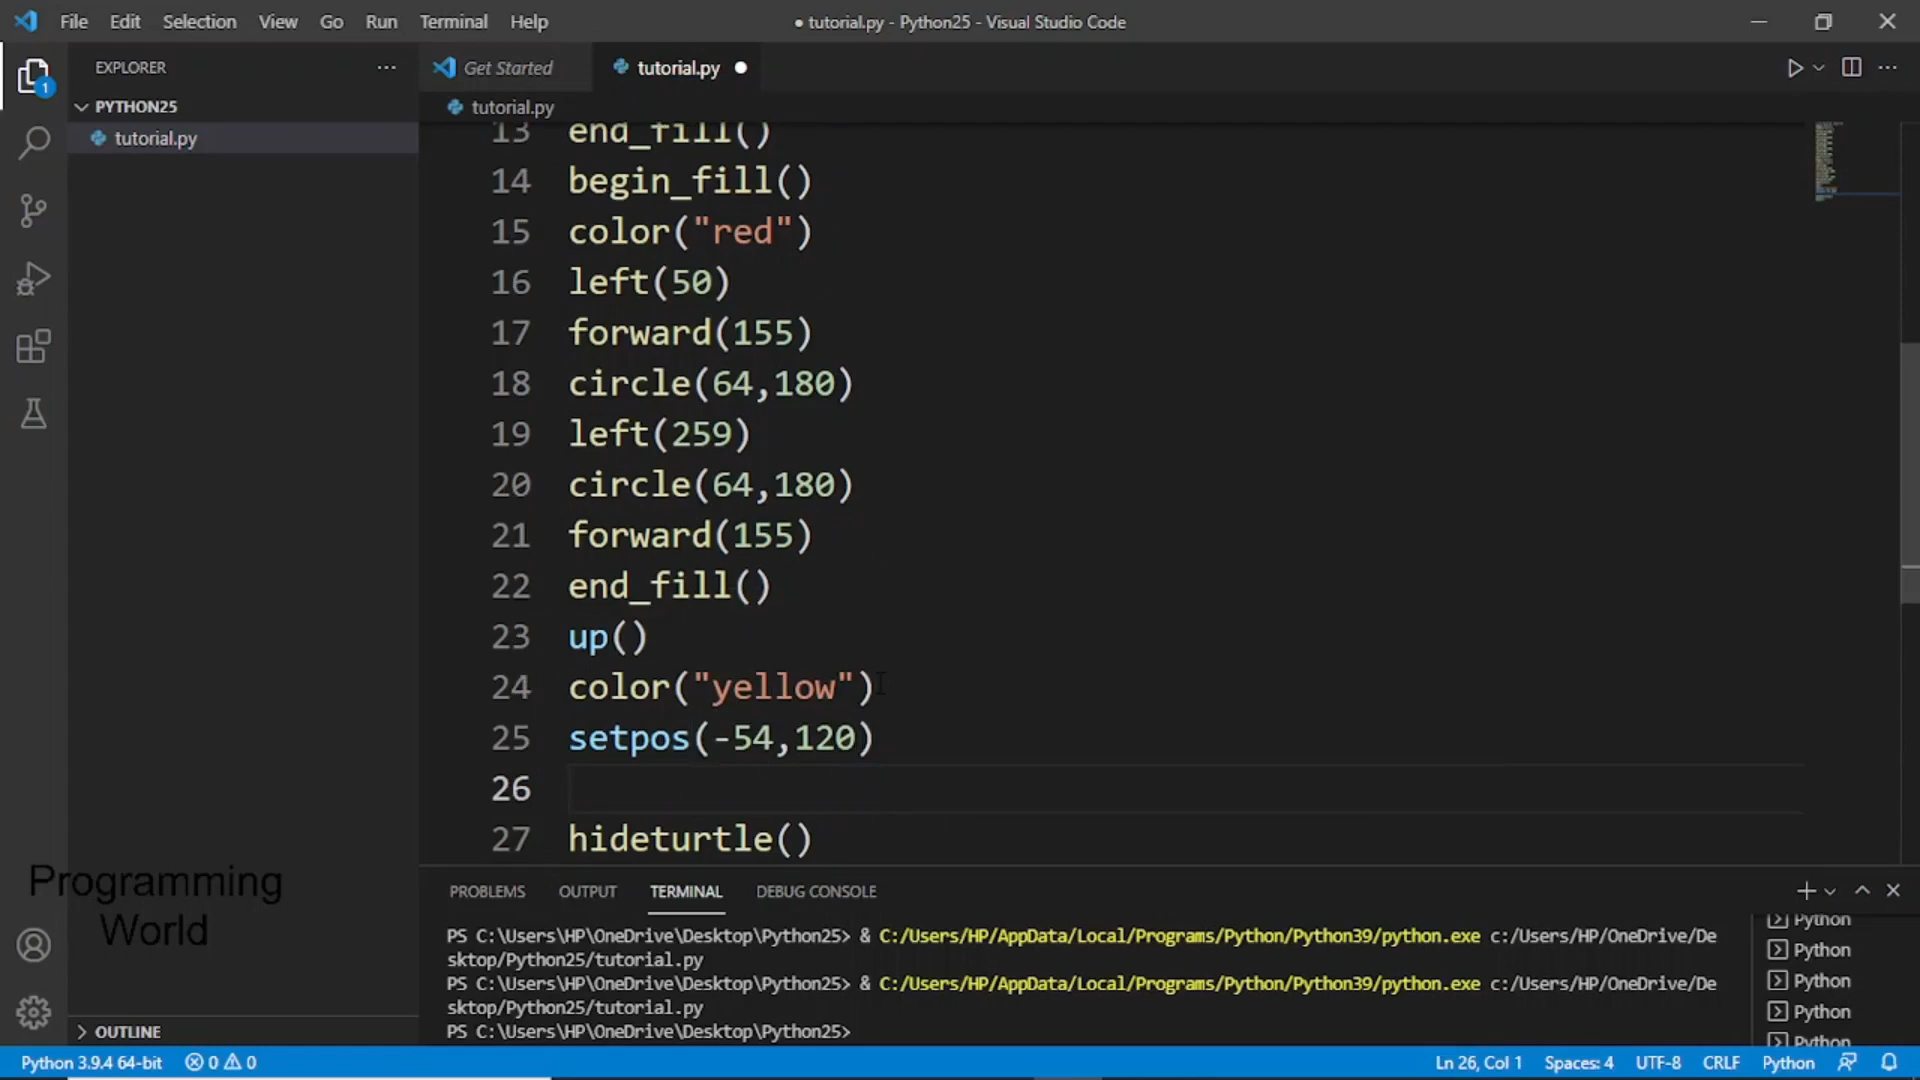 File Edit Selection View Go Run Terminal Help
● tutorial.py - Python25 - Visual Studio Code
EXPLORER
PYTHON25
tutorial.py
1
Get Started
tutorial.py
tutorial.py
13 end_fill()
14 begin_fill()
15 color("red")
16 left(50)
17 forward(155)
18 circle(64,180)
19 left(259)
20 circle(64,180)
21 forward(155)
22 end_fill()
23 up()
24 color("yellow")
25 setpos(-54,120)
26
27 hideturtle()
Programming
World
OUTLINE
PROBLEMS OUTPUT TERMINAL DEBUG CONSOLE
PS C:\Users\HP\OneDrive\Desktop\Python25> & C:/Users/HP/AppData/Local/Programs/Python/Python39/python.exe c:/Users/HP/OneDrive/De
sktop/Python25/tutorial.py
PS C:\Users\HP\OneDrive\Desktop\Python25> & C:/Users/HP/AppData/Local/Programs/Python/Python39/python.exe c:/Users/HP/OneDrive/De
sktop/Python25/tutorial.py
PS C:\Users\HP\OneDrive\Desktop\Python25>
Python
Python
Python
Python
Python
Python 3.9.4 64-bit 0 0
Ln 26, Col 1 Spaces: 4 UTF-8 CRLF Python